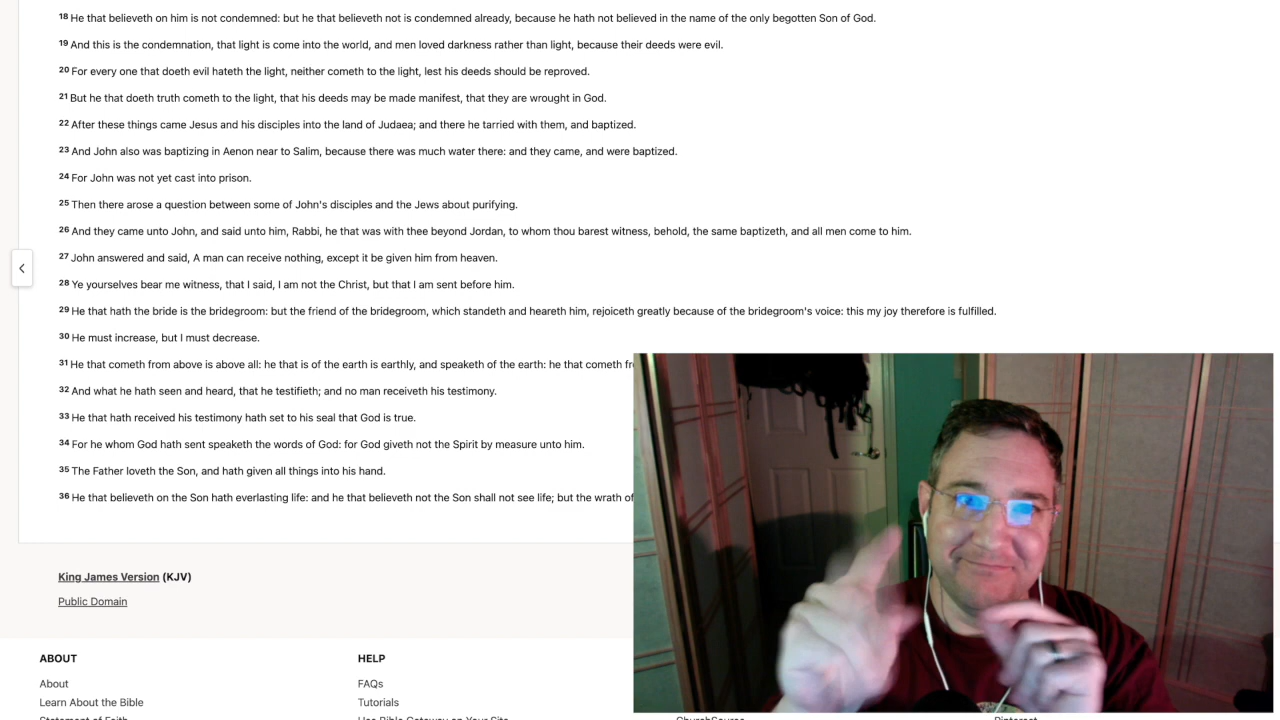 18 He that believeth on him is not condemned: but he that believeth not is condemned already, because he hath not believed in the name of the only begotten Son of God.
19 And this is the condemnation, that light is come into the world, and men loved darkness rather than light, because their deeds were evil.
20 For every one that doeth evil hateth the light, neither cometh to the light, lest his deeds should be reproved.
21 But he that doeth truth cometh to the light, that his deeds may be made manifest, that they are wrought in God.
22 After these things came Jesus and his disciples into the land of Judaea; and there he tarried with them, and baptized.
23 And John also was baptizing in Aenon near to Salim, because there was much water there: and they came, and were baptized.
24 For John was not yet cast into prison.
25 Then there arose a question between some of John's disciples and the Jews about purifying.
26 And they came unto John, and said unto him, Rabbi, he that was with thee beyond Jordan, to whom thou barest witness, behold, the same baptizeth, and all men come to him.
27 John answered and said, A man can receive nothing, except it be given him from heaven.
28 Ye yourselves bear me witness, that I said, I am not the Christ, but that I am sent before him.
29 He that hath the bride is the bridegroom: but the friend of the bridegroom, which standeth and heareth him, rejoiceth greatly because of the bridegroom's voice: this my joy therefore is fulfilled.
30 He must increase, but I must decrease.
31 He that cometh from above is above all: he that is of the earth is earthly, and speaketh of the earth: he that cometh
32 And what he hath seen and heard, that he testifieth; and no man receiveth his testimony.
33 He that hath received his testimony hath set to his seal that God is true.
34 For he whom God hath sent speaketh the words of God: for God giveth not the Spirit by measure unto him.
35 The Father loveth the Son, and hath given all things into his hand.
36 He that believeth on the Son hath everlasting life: and he that believeth not the Son shall not see life; but the wrath of
King James Version (KJV)
Public Domain
ABOUT
HELP
About
FAQs
Learn About the Bible
Tutorials
Statement of Faith
Use Bible Gateway on Your Site
ChurchSource
Pinterest